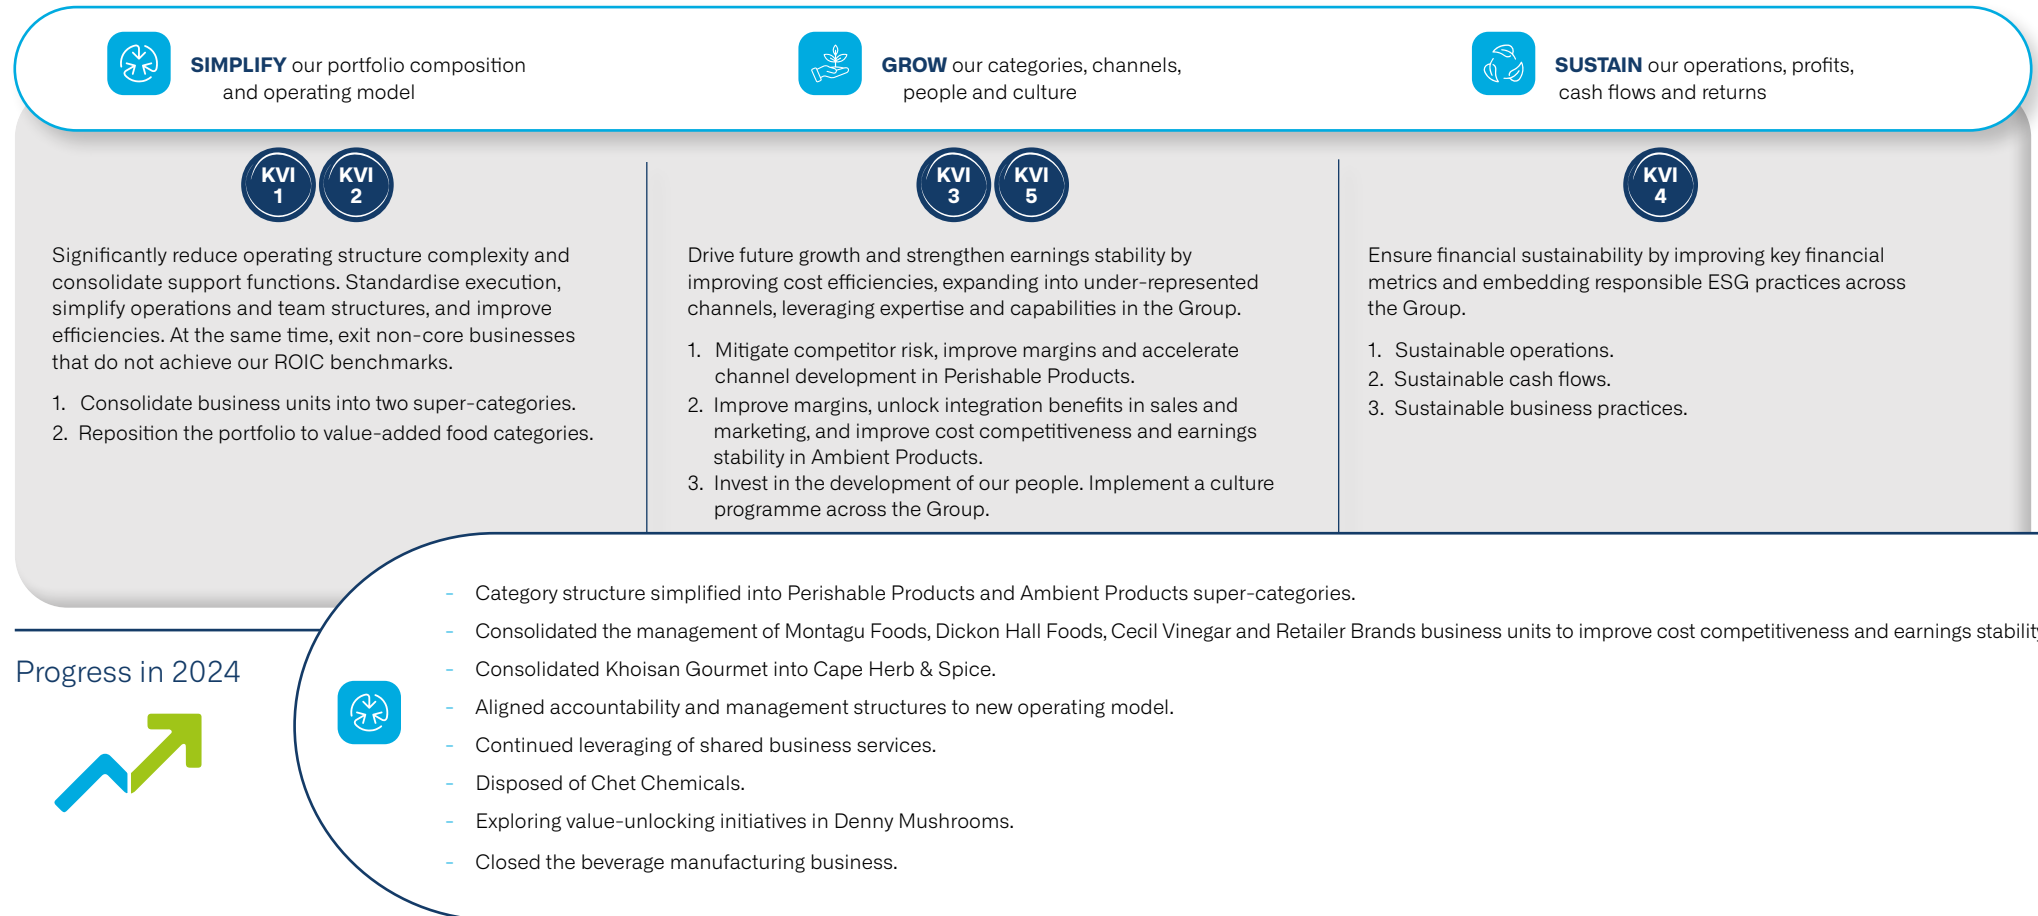 SIMPLIFY our portfolio composition
and operating model
GROW our categories, channels,
people and culture
SUSTAIN our operations, profits,
cash flows and returns
KVI
1
KVI
2
Significantly reduce operating structure complexity and
consolidate support functions. Standardise execution,
simplify operations and team structures, and improve
efficiencies. At the same time, exit non-core businesses
that do not achieve our ROIC benchmarks.
1. Consolidate business units into two super-categories.
2. Reposition the portfolio to value-added food categories.
KVI
3
KVI
5
Drive future growth and strengthen earnings stability by
improving cost efficiencies, expanding into under-represented
channels, leveraging expertise and capabilities in the Group.
1. Mitigate competitor risk, improve margins and accelerate
channel development in Perishable Products.
2. Improve margins, unlock integration benefits in sales and
marketing, and improve cost competitiveness and earnings
stability in Ambient Products.
3. Invest in the development of our people. Implement a culture
programme across the Group.
KVI
4
Ensure financial sustainability by improving key financial
metrics and embedding responsible ESG practices across
the Group.
1. Sustainable operations.
2. Sustainable cash flows.
3. Sustainable business practices.
Progress in 2024
- Category structure simplified into Perishable Products and Ambient Products super-categories.
- Consolidated the management of Montagu Foods, Dickon Hall Foods, Cecil Vinegar and Retailer Brands business units to improve cost competitiveness and earnings stability
- Consolidated Khoisan Gourmet into Cape Herb & Spice.
- Aligned accountability and management structures to new operating model.
- Continued leveraging of shared business services.
- Disposed of Chet Chemicals.
- Exploring value-unlocking initiatives in Denny Mushrooms.
- Closed the beverage manufacturing business.